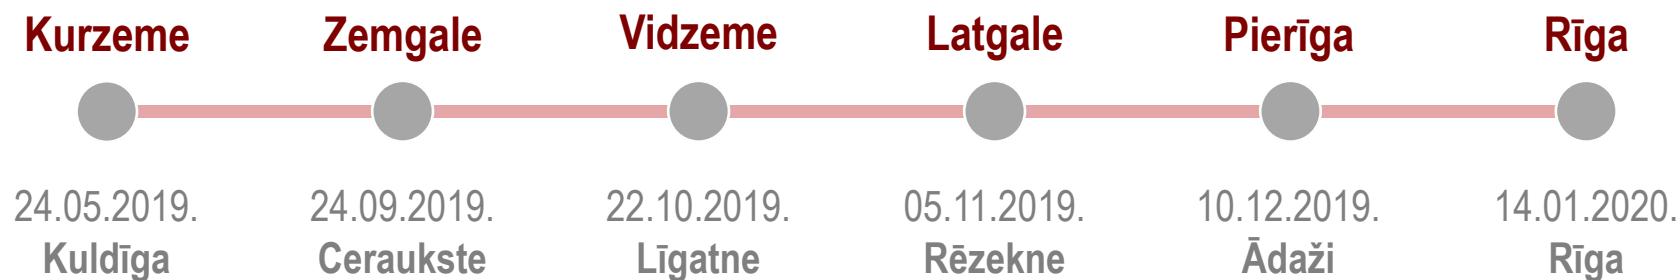 Kurzeme Zemgale Vidzeme Latgale Pierīga Rīga
24.05.2019. 24.09.2019. 22.10.2019. 05.11.2019. 10.12.2019. 14.01.2020.
Kuldīga Ceraukste Līgatne Rēzekne Ādaži Rīga